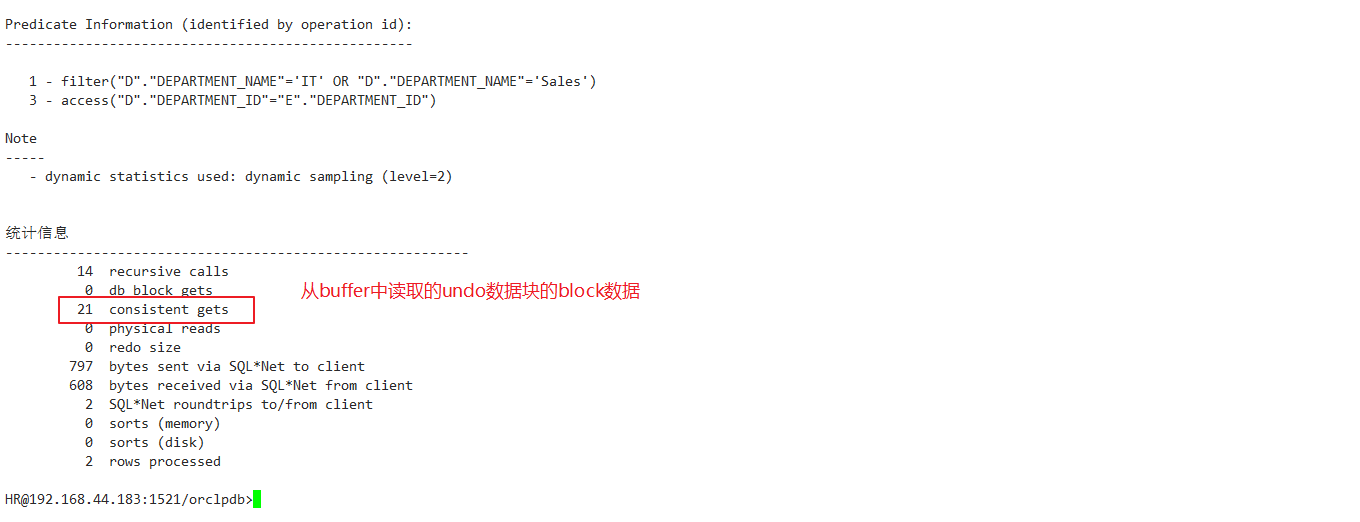 Predicate Information (identified by operation id):
---------------------------------------------------
1 - filter("D"."DEPARTMENT_NAME"='IT' OR "D"."DEPARTMENT_NAME"='Sales')
3 - access("D"."DEPARTMENT_ID"="E"."DEPARTMENT_ID")
Note
-----
- dynamic statistics used: dynamic sampling (level=2)
统计信息
----------------------------------------------------------
14 recursive calls
0 db block gets
从buffer中读取的undo数据块的block数据
21 consistent gets
0 physical reads
0 redo size
797 bytes sent via SQL*Net to client
608 bytes received via SQL*Net from client
2 SQL*Net roundtrips to/from client
0 sorts (memory)
0 sorts (disk)
2 rows processed
HR@192.168.44.183:1521/orclpdb>